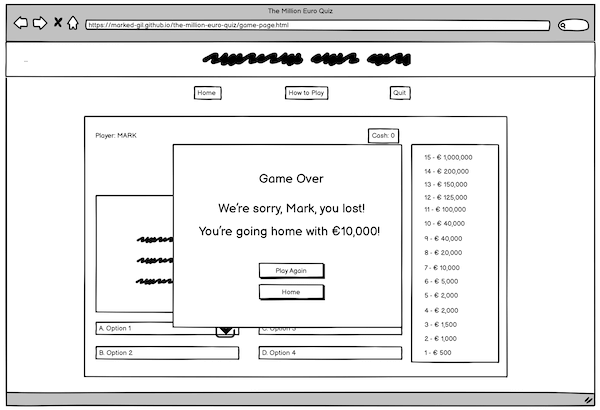 The Million Euro Quiz
https://marked-gil.github.io/the-million-euro-quiz/game-page.html
Home
How to Play
Quit
Player: MARK
Cash: 0
Game Over
We're sorry, Mark, you lost!
You're going home with €10,000!
Play Again
Home
A. Option 1
C. Option 3
B. Option 2
D. Option 4
15 - € 1,000,000
14 - € 200,000
13 - € 150,000
12 - € 125,000
11 - € 100,000
10 - € 40,000
9 - € 40,000
8 - € 20,000
7 - € 10,000
6 - € 5,000
5 - € 2,000
4 - € 2,000
3 - € 1,500
2 - € 1,000
1 - € 500